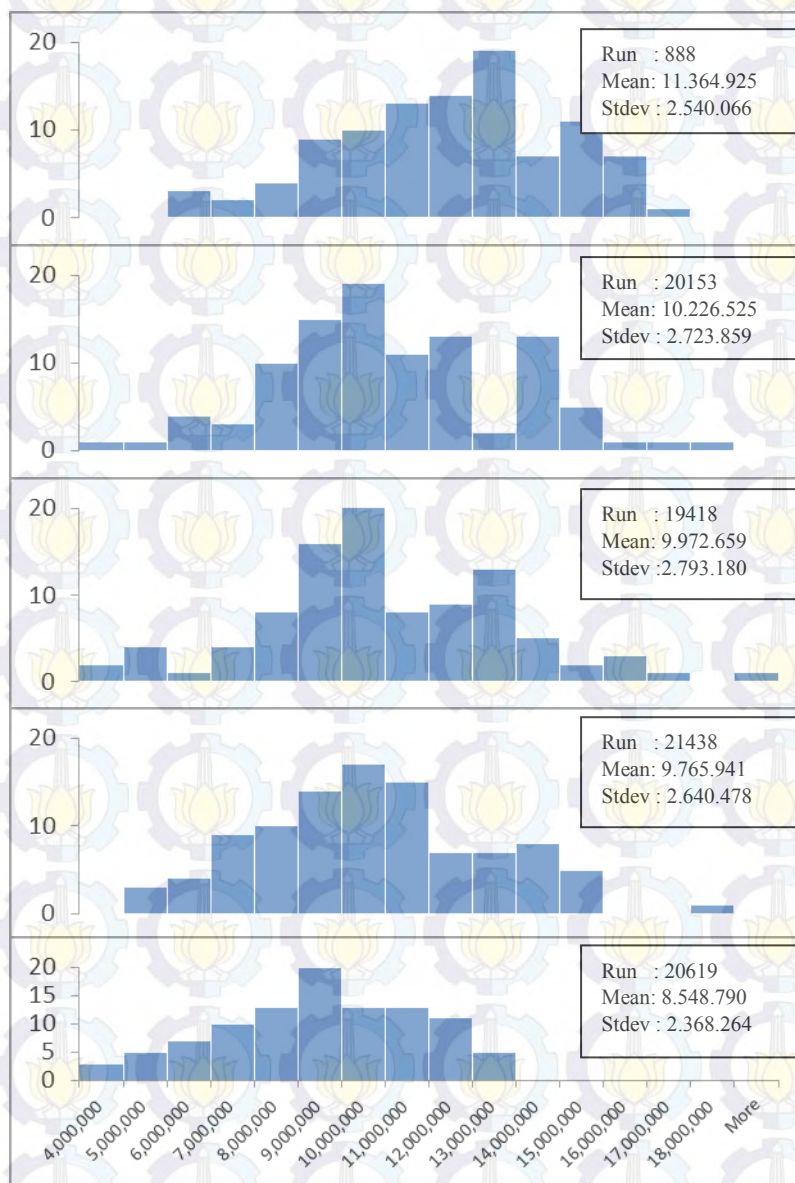 20
10
0
Run : 888
Mean: 11.364.925
Stdev : 2.540.066
20
10
0
Run : 20153
Mean: 10.226.525
Stdev : 2.723.859
20
10
0
Run : 19418
Mean: 9.972.659
Stdev :2.793.180
20
10
0
Run : 21438
Mean: 9.765.941
Stdev : 2.640.478
20
15
10
5
0
Run : 20619
Mean: 8.548.790
Stdev : 2.368.264
4,000,000
5,000,000
6,000,000
7,000,000
8,000,000
9,000,000
10,000,000
11,000,000
12,000,000
13,000,000
14,000,000
15,000,000
16,000,000
17,000,000
18,000,000
More